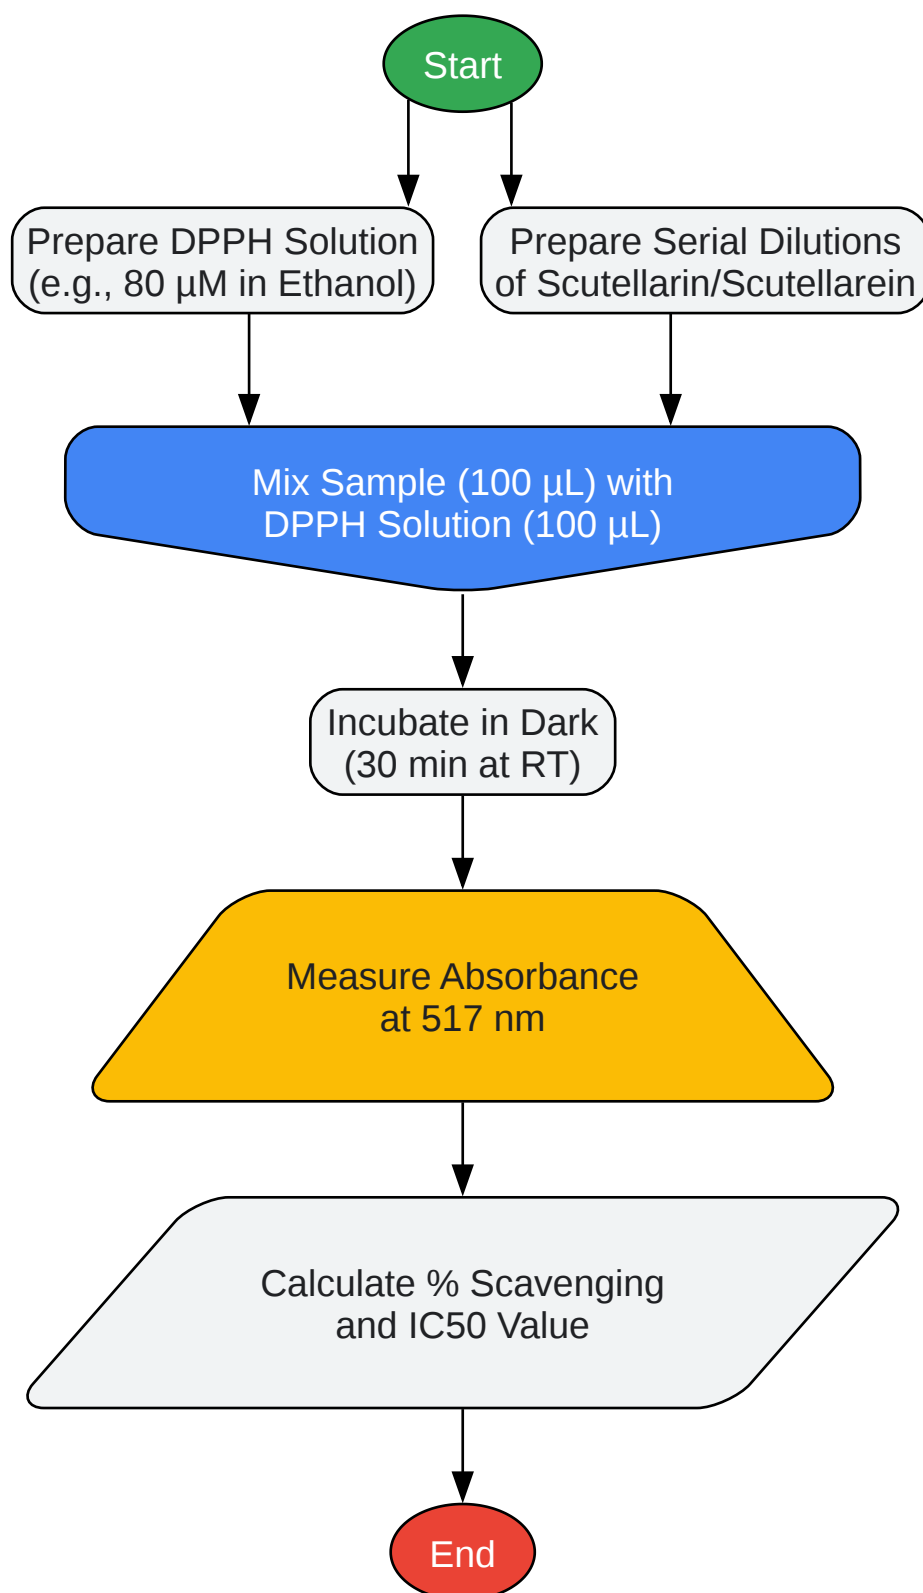 Start
Prepare DPPH Solution
(e.g., 80 µM in Ethanol)
Prepare Serial Dilutions
of Scutellarin/Scutellarein
Mix Sample (100 µL) with
DPPH Solution (100 µL)
Incubate in Dark
(30 min at RT)
Measure Absorbance
at 517 nm
Calculate % Scavenging
and IC50 Value
End